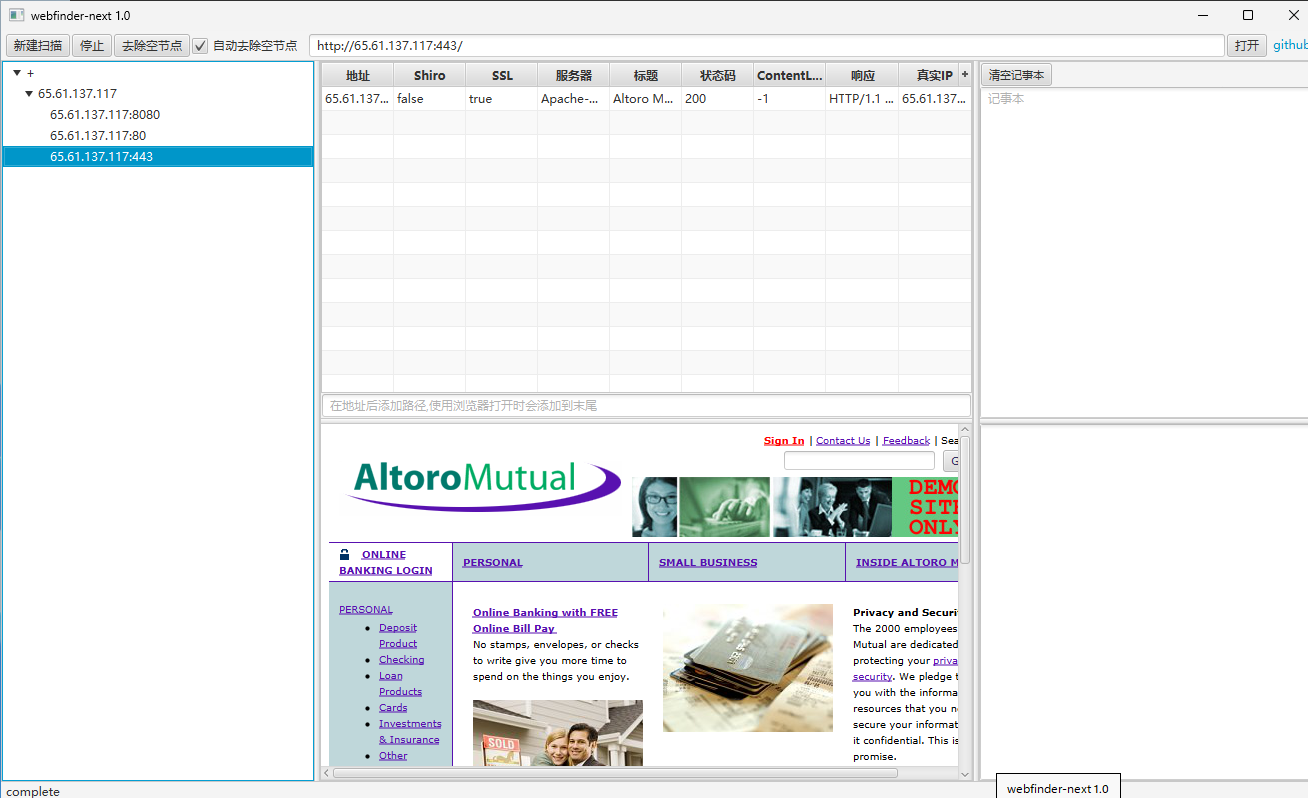 webfinder-next 1.0
新建扫描 停止 去除空节点 自动去除空节点 http://65.61.137.117:443/ 打开 github
+
65.61.137.117
65.61.137.117:8080
65.61.137.117:80
65.61.137.117:443
地址 Shiro SSL 服务器 标题 状态码 ContentL... 响应 真实IP +
65.61.137... false true Apache-... Altoro M... 200 -1 HTTP/1.1 ... 65.61.137...
在地址后添加路径,使用浏览器打开时会添加到末尾
清空记事本
记事本
Sign In | Contact Us | Feedback | Sea
G
AltoroMutual
DEMO
SITE
ONLY
ONLINE
BANKING LOGIN
PERSONAL
SMALL BUSINESS
INSIDE ALTORO M
PERSONAL
Deposit
Product
Checking
Loan
Products
Cards
Investments
& Insurance
Other
Online Banking with FREE
Online Bill Pay
No stamps, envelopes, or checks
to write give you more time to
spend on the things you enjoy.
SOLD
Privacy and Securi
The 2000 employees
Mutual are dedicated
protecting your priva
security. We pledge t
you with the informa
resources that you ne
secure your informat
it confidential. This is
promise.
complete
webfinder-next 1.0